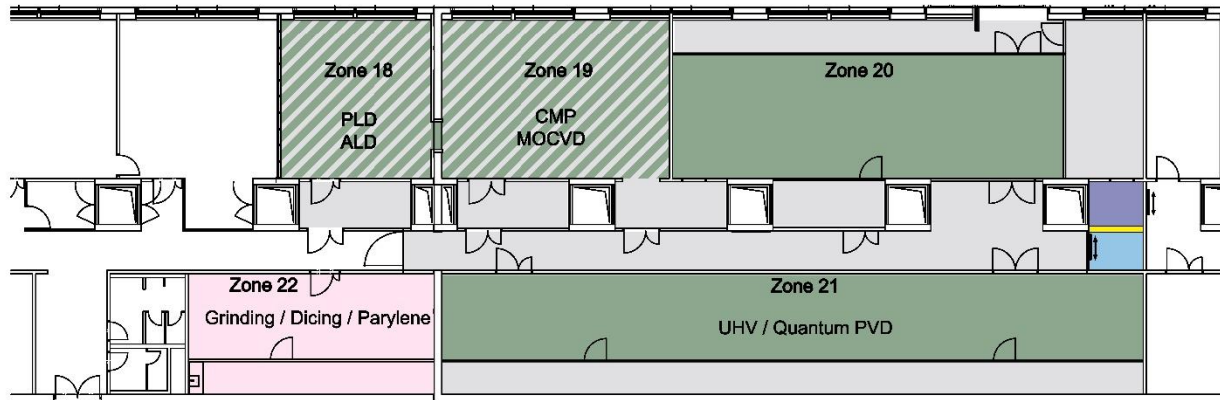 Zone 18
PLD
ALD
Zone 19
CMP
MOCVD
Zone 20
Zone 22
Grinding / Dicing / Parylene
Zone 21
UHV / Quantum PVD